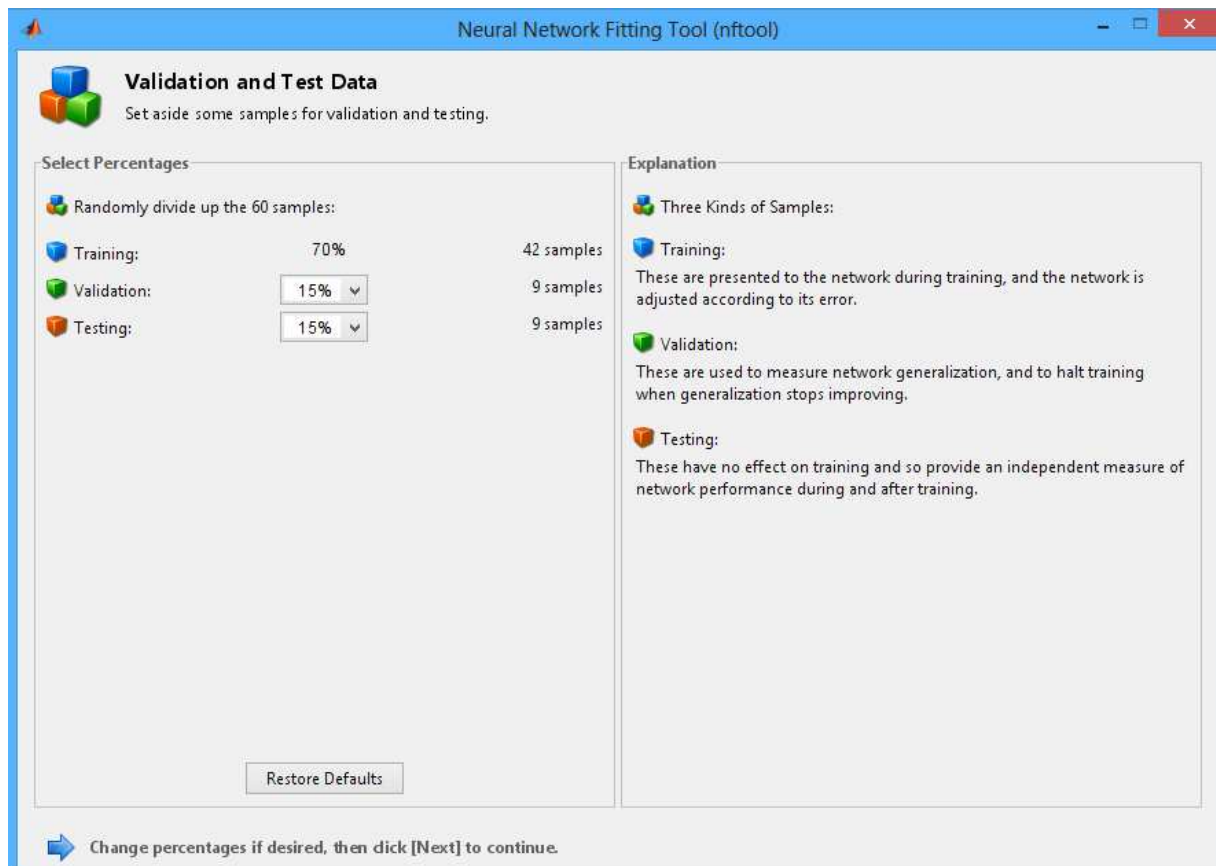 Neural Network Fitting Tool (nftool)
Validation and Test Data
Set aside some samples for validation and testing.
Select Percentages
Randomly divide up the 60 samples:
Training: 70% 42 samples
Validation: 15% 9 samples
Testing: 15% 9 samples
Restore Defaults
Explanation
Three Kinds of Samples:
Training:
These are presented to the network during training, and the network is
adjusted according to its error.
Validation:
These are used to measure network generalization, and to halt training
when generalization stops improving.
Testing:
These have no effect on training and so provide an independent measure of
network performance during and after training.
Change percentages if desired, then click [Next] to continue.